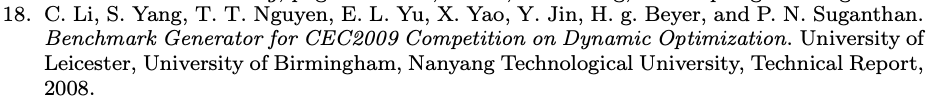 18. C. Li, S. Yang, T. T. Nguyen, E. L. Yu, X. Yao, Y. Jin, H. g. Beyer, and P. N. Suganthan.
Benchmark Generator for CEC2009 Competition on Dynamic Optimization. University of
Leicester, University of Birmingham, Nanyang Technological University, Technical Report,
2008.